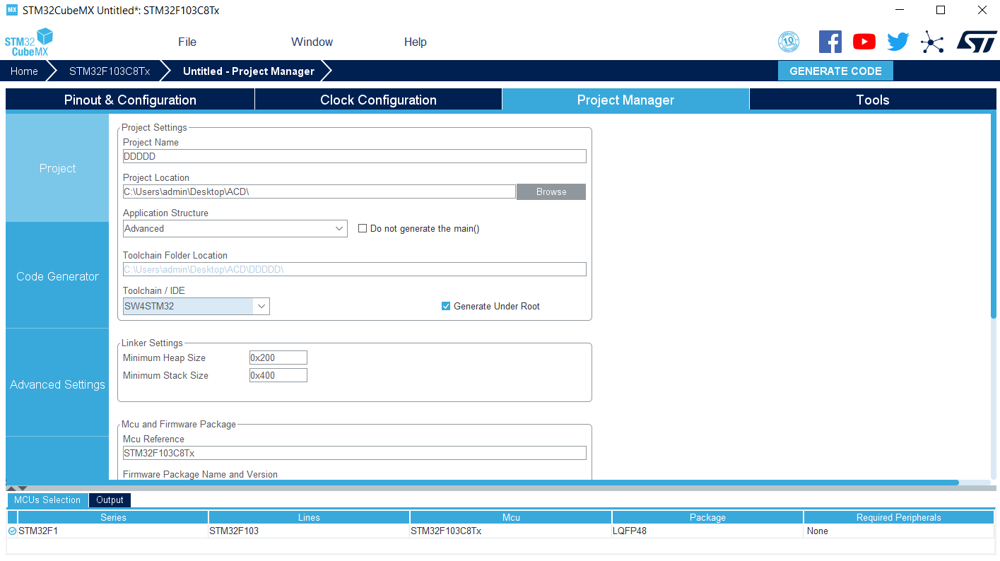 MX STM32CubeMX Untitled*: STM32F103C8Tx
STM32 CubeMX
File Window Help
10
Home STM32F103C8Tx Untitled - Project Manager GENERATE CODE
Pinout & Configuration Clock Configuration Project Manager Tools
Project
Code Generator
Advanced Settings
Project Settings
Project Name
DDDDD
Project Location
C:\Users\admin\Desktop\ACD\ Browse
Application Structure
Advanced Do not generate the main()
Toolchain Folder Location
C:\Users\admin\Desktop\ACD\DDDDD\
Toolchain / IDE
SW4STM32 Generate Under Root
Linker Settings
Minimum Heap Size 0x200
Minimum Stack Size 0x400
Mcu and Firmware Package
Mcu Reference
STM32F103C8Tx
Firmware Package Name and Version
MCUs Selection Output
Series Lines Mcu Package Required Peripherals
STM32F1 STM32F103 STM32F103C8Tx LQFP48 None